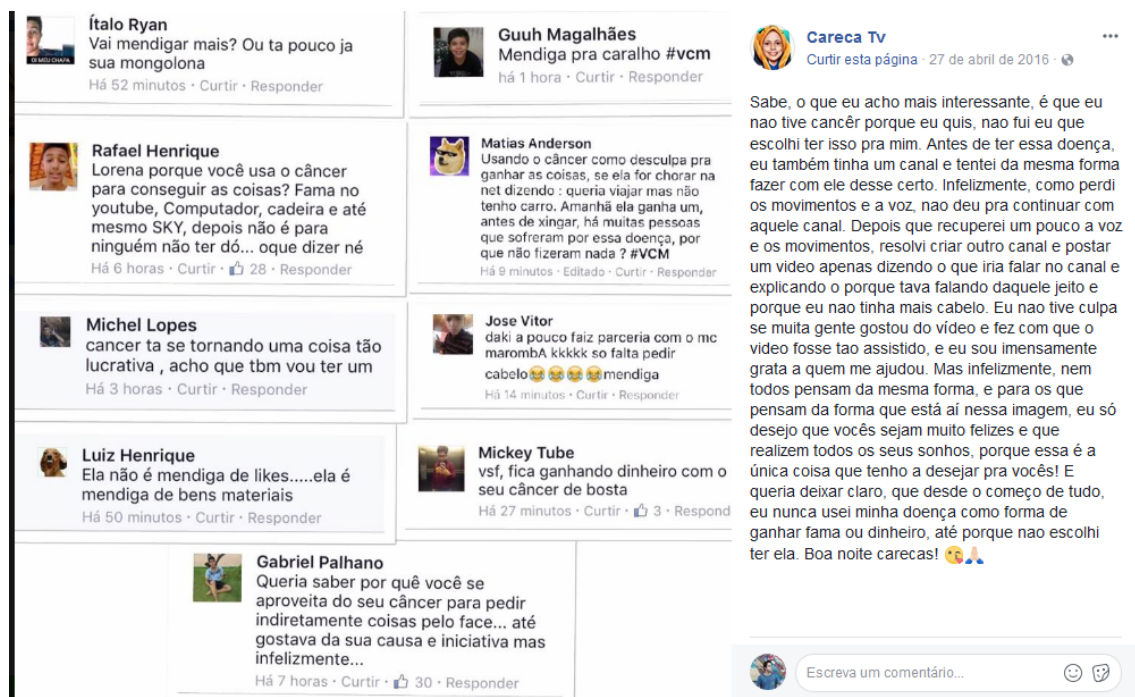 Ítalo Ryan
Vai mendigar mais? Ou ta pouco ja
sua mongolona
Há 52 minutos · Curtir · Responder
OI MEU CHAPA
Guuh Magalhães
Mendiga pra caralho #vcm
há 1 hora · Curtir · Responder
Rafael Henrique
Lorena porque você usa o câncer
para conseguir as coisas? Fama no
youtube, Computador, cadeira e até
mesmo SKY, depois não é para
ninguém não ter dó... oque dizer né
Há 6 horas · Curtir · 28 · Responder
Matias Anderson
Usando o câncer como desculpa pra
ganhar as coisas, se ela for chorar na
net dizendo : queria viajar mas não
tenho carro. Amanhã ela ganha um,
antes de xingar, há muitas pessoas
que sofreram por essa doença, por
que não fizeram nada ? #VCM
Há 9 minutos · Editado · Curtir · Responder
Michel Lopes
cancer ta se tornando uma coisa tão
lucrativa , acho que tbm vou ter um
Há 3 horas · Curtir · Responder
Jose Vitor
daki a pouco faiz parceria com o mc
marombA kkkkk so falta pedir
cabelo😂😂😂😂mendiga
Há 14 minutos · Curtir · Responder
Luiz Henrique
Ela não é mendiga de likes.....ela é
mendiga de bens materiais
Há 50 minutos · Curtir · Responder
Mickey Tube
vsf, fica ganhando dinheiro com o
seu câncer de bosta
Há 27 minutos · Curtir · 3 · Respond
Gabriel Palhano
Queria saber por quê você se
aproveita do seu câncer para pedir
indiretamente coisas pelo face... até
gostava da sua causa e iniciativa mas
infelizmente...
Há 7 horas · Curtir · 30 · Responder
Careca Tv
Curtir esta página · 27 de abril de 2016 ·
Sabe, o que eu acho mais interessante, é que eu
nao tive cancêr porque eu quis, nao fui eu que
escolhi ter isso pra mim. Antes de ter essa doença,
eu também tinha um canal e tentei da mesma forma
fazer com ele desse certo. Infelizmente, como perdi
os movimentos e a voz, nao deu pra continuar com
aquele canal. Depois que recuperei um pouco a voz
e os movimentos, resolvi criar outro canal e postar
um video apenas dizendo o que iria falar no canal e
explicando o porque tava falando daquele jeito e
porque eu nao tinha mais cabelo. Eu nao tive culpa
se muita gente gostou do vídeo e fez com que o
video fosse tao assistido, e eu sou imensamente
grata a quem me ajudou. Mas infelizmente, nem
todos pensam da mesma forma, e para os que
pensam da forma que está aí nessa imagem, eu só
desejo que vocês sejam muito felizes e que
realizem todos os seus sonhos, porque essa é a
única coisa que tenho a desejar pra vocês! E
queria deixar claro, que desde o começo de tudo,
eu nunca usei minha doença como forma de
ganhar fama ou dinheiro, até porque nao escolhi
ter ela. Boa noite carecas! 😘🙏🏻
Escreva um comentário...